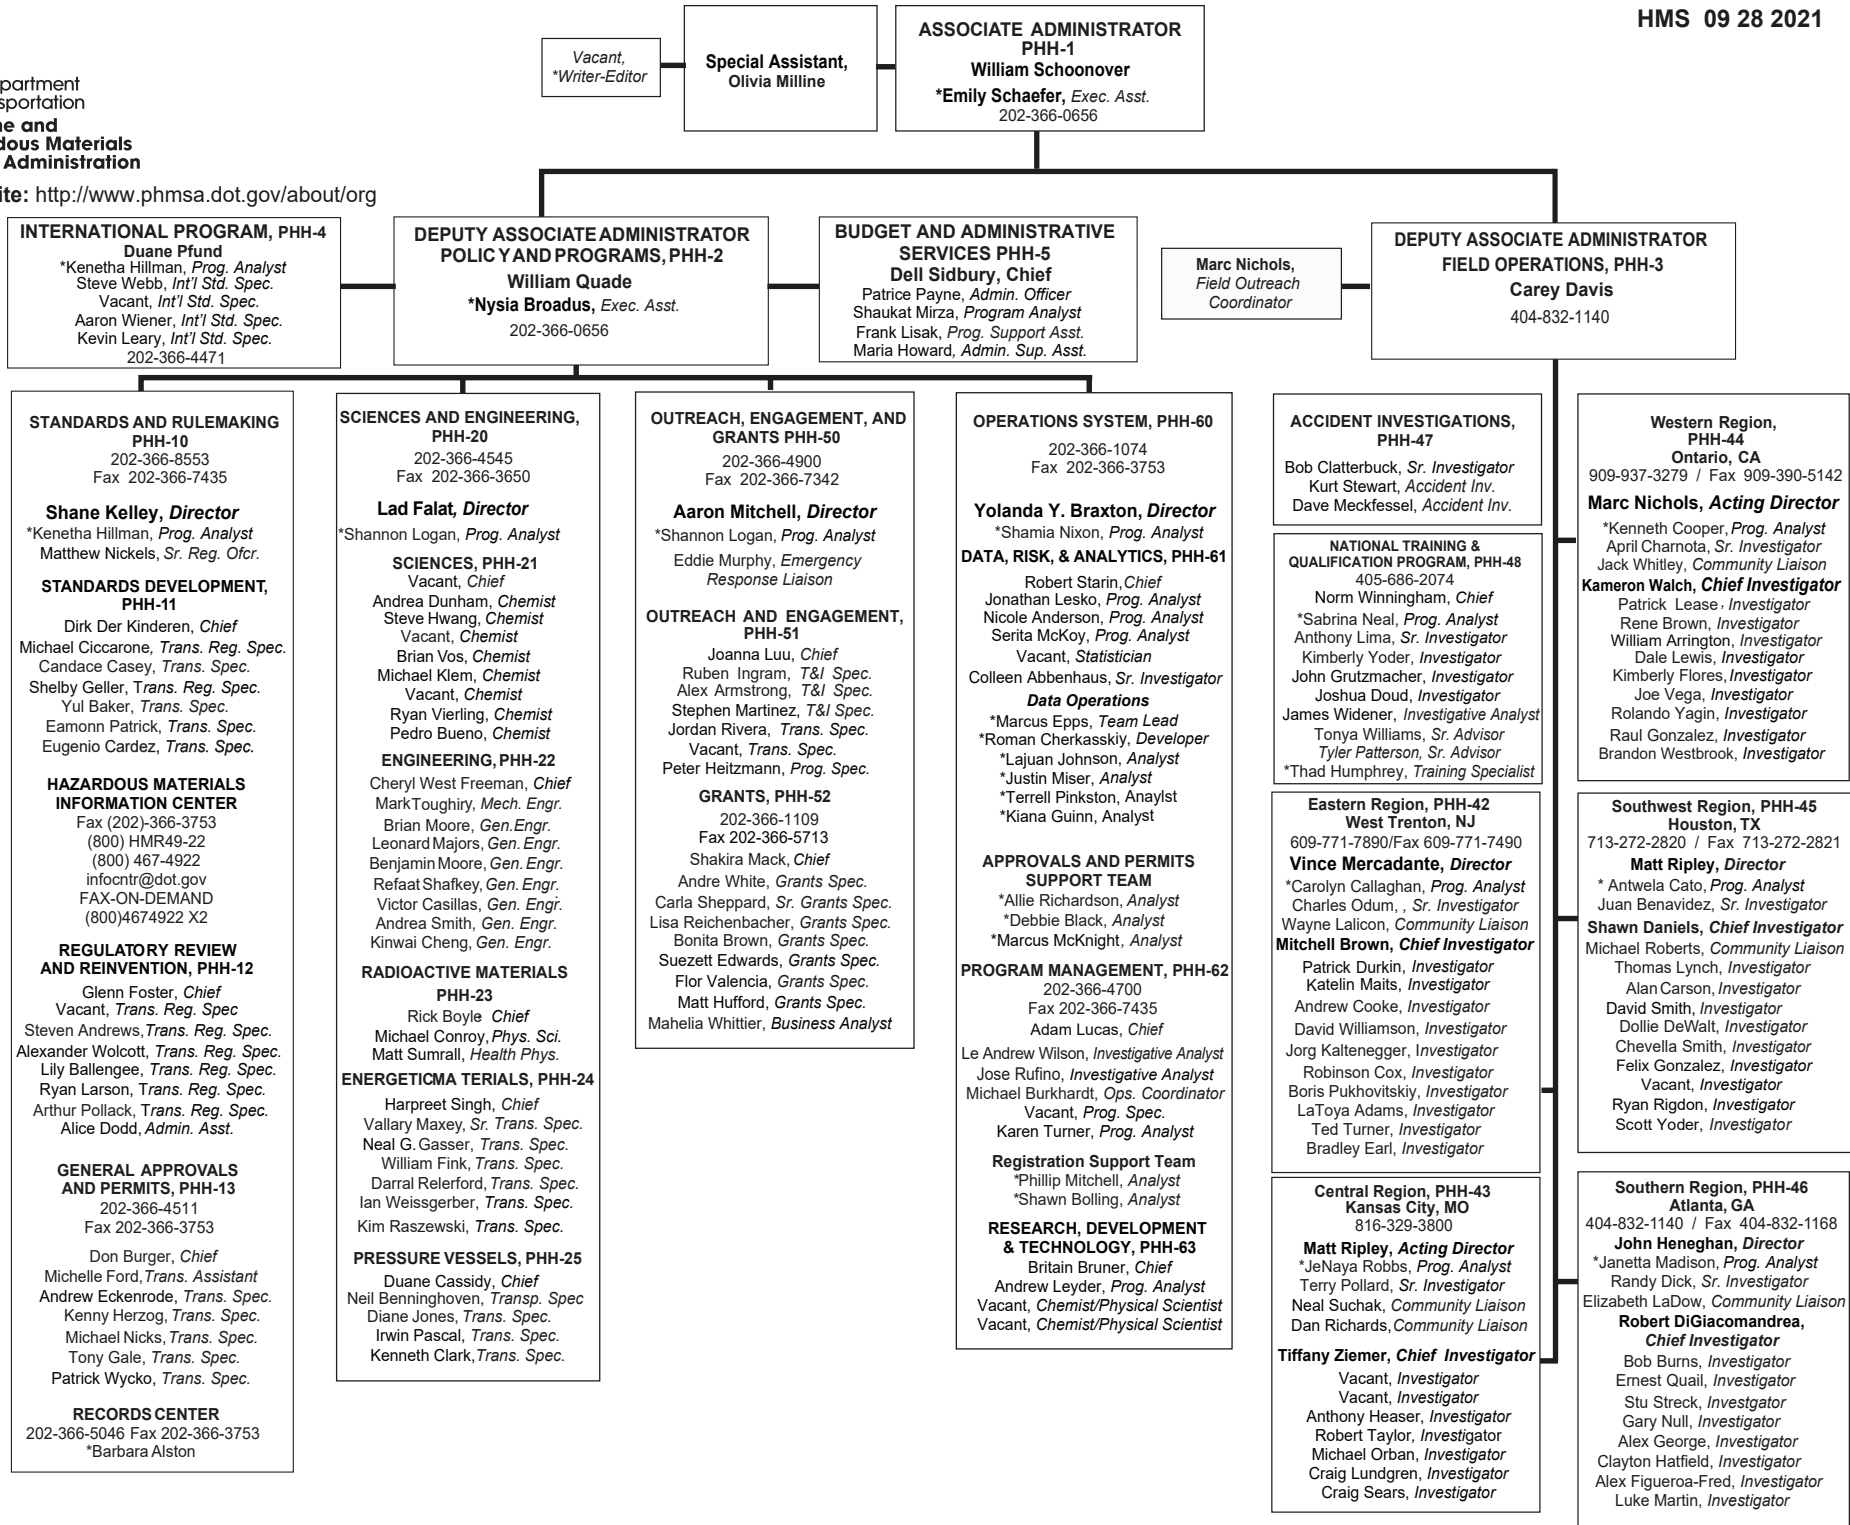 HMS 09 28 2021
partment
sportation
ne and
dous Materials
Administration
ite: http://www.phmsa.dot.gov/about/org
Vacant,
*Writer-Editor
Special Assistant,
Olivia Milline
ASSOCIATE ADMINISTRATOR
PHH-1
William Schoonover
*Emily Schaefer, Exec. Asst.
202-366-0656
INTERNATIONAL PROGRAM, PHH-4
Duane Pfund
*Kenetha Hillman, Prog. Analyst
Steve Webb, Int'l Std. Spec.
Vacant, Int'l Std. Spec.
Aaron Wiener, Int'l Std. Spec.
Kevin Leary, Int'l Std. Spec.
202-366-4471
DEPUTY ASSOCIATE ADMINISTRATOR
POLICY AND PROGRAMS, PHH-2
William Quade
*Nysia Broadus, Exec. Asst.
202-366-0656
BUDGET AND ADMINISTRATIVE
SERVICES PHH-5
Dell Sidbury, Chief
Patrice Payne, Admin. Officer
Shaukat Mirza, Program Analyst
Frank Lisak, Prog. Support Asst.
Maria Howard, Admin. Sup. Asst.
Marc Nichols,
Field Outreach
Coordinator
DEPUTY ASSOCIATE ADMINISTRATOR
FIELD OPERATIONS, PHH-3
Carey Davis
404-832-1140
STANDARDS AND RULEMAKING
PHH-10
202-366-8553
Fax 202-366-7435
Shane Kelley, Director
*Kenetha Hillman, Prog. Analyst
Matthew Nickels, Sr. Reg. Ofcr.
STANDARDS DEVELOPMENT,
PHH-11
Dirk Der Kinderen, Chief
Michael Ciccarone, Trans. Reg. Spec.
Candace Casey, Trans. Spec.
Shelby Geller, Trans. Reg. Spec.
Yul Baker, Trans. Spec.
Eamonn Patrick, Trans. Spec.
Eugenio Cardez, Trans. Spec.
HAZARDOUS MATERIALS
INFORMATION CENTER
Fax (202)-366-3753
(800) HMR49-22
(800) 467-4922
infocntr@dot.gov
FAX-ON-DEMAND
(800)4674922 X2
REGULATORY REVIEW
AND REINVENTION, PHH-12
Glenn Foster, Chief
Vacant, Trans. Reg. Spec
Steven Andrews, Trans. Reg. Spec.
Alexander Wolcott, Trans. Reg. Spec.
Lily Ballengee, Trans. Reg. Spec.
Ryan Larson, Trans. Reg. Spec.
Arthur Pollack, Trans. Reg. Spec.
Alice Dodd, Admin. Asst.
GENERAL APPROVALS
AND PERMITS, PHH-13
202-366-4511
Fax 202-366-3753
Don Burger, Chief
Michelle Ford, Trans. Assistant
Andrew Eckenrode, Trans. Spec.
Kenny Herzog, Trans. Spec.
Michael Nicks, Trans. Spec.
Tony Gale, Trans. Spec.
Patrick Wycko, Trans. Spec.
RECORDS CENTER
202-366-5046 Fax 202-366-3753
*Barbara Alston
SCIENCES AND ENGINEERING,
PHH-20
202-366-4545
Fax 202-366-3650
Lad Falat, Director
*Shannon Logan, Prog. Analyst
SCIENCES, PHH-21
Vacant, Chief
Andrea Dunham, Chemist
Steve Hwang, Chemist
Vacant, Chemist
Brian Vos, Chemist
Michael Klem, Chemist
Vacant, Chemist
Ryan Vierling, Chemist
Pedro Bueno, Chemist
ENGINEERING, PHH-22
Cheryl West Freeman, Chief
Mark Toughiry, Mech. Engr.
Brian Moore, Gen. Engr.
Leonard Majors, Gen. Engr.
Benjamin Moore, Gen. Engr.
Refaat Shafkey, Gen. Engr.
Victor Casillas, Gen. Engr.
Andrea Smith, Gen. Engr.
Kinwai Cheng, Gen. Engr.
RADIOACTIVE MATERIALS
PHH-23
Rick Boyle Chief
Michael Conroy, Phys. Sci.
Matt Sumrall, Health Phys.
ENERGETICMA TERIALS, PHH-24
Harpreet Singh, Chief
Vallary Maxey, Sr. Trans. Spec.
Neal G. Gasser, Trans. Spec.
William Fink, Trans. Spec.
Darral Relerford, Trans. Spec.
Ian Weissgerber, Trans. Spec.
Kim Raszewski, Trans. Spec.
PRESSURE VESSELS, PHH-25
Duane Cassidy, Chief
Neil Benninghoven, Transp. Spec
Diane Jones, Trans. Spec.
Irwin Pascal, Trans. Spec.
Kenneth Clark, Trans. Spec.
OUTREACH, ENGAGEMENT, AND
GRANTS PHH-50
202-366-4900
Fax 202-366-7342
Aaron Mitchell, Director
*Shannon Logan, Prog. Analyst
Eddie Murphy, Emergency
Response Liaison
OUTREACH AND ENGAGEMENT,
PHH-51
Joanna Luu, Chief
Ruben Ingram, T&I Spec.
Alex Armstrong, T&I Spec.
Stephen Martinez, T&I Spec.
Jordan Rivera, Trans. Spec.
Vacant, Trans. Spec.
Peter Heitzmann, Prog. Spec.
GRANTS, PHH-52
202-366-1109
Fax 202-366-5713
Shakira Mack, Chief
Andre White, Grants Spec.
Carla Sheppard, Sr. Grants Spec.
Lisa Reichenbacher, Grants Spec.
Bonita Brown, Grants Spec.
Suezett Edwards, Grants Spec.
Flor Valencia, Grants Spec.
Matt Hufford, Grants Spec.
Mahelia Whittier, Business Analyst
OPERATIONS SYSTEM, PHH-60
202-366-1074
Fax 202-366-3753
Yolanda Y. Braxton, Director
*Shamia Nixon, Prog. Analyst
DATA, RISK, & ANALYTICS, PHH-61
Robert Starin, Chief
Jonathan Lesko, Prog. Analyst
Nicole Anderson, Prog. Analyst
Serita McKoy, Prog. Analyst
Vacant, Statistician
Colleen Abbenhaus, Sr. Investigator
Data Operations
*Marcus Epps, Team Lead
*Roman Cherkasskiy, Developer
*Lajuan Johnson, Analyst
*Justin Miser, Analyst
*Terrell Pinkston, Anaylst
*Kiana Guinn, Analyst
APPROVALS AND PERMITS
SUPPORT TEAM
*Allie Richardson, Analyst
*Debbie Black, Analyst
*Marcus McKnight, Analyst
PROGRAM MANAGEMENT, PHH-62
202-366-4700
Fax 202-366-7435
Adam Lucas, Chief
Le Andrew Wilson, Investigative Analyst
Jose Rufino, Investigative Analyst
Michael Burkhardt, Ops. Coordinator
Vacant, Prog. Spec.
Karen Turner, Prog. Analyst
Registration Support Team
*Phillip Mitchell, Analyst
*Shawn Bolling, Analyst
RESEARCH, DEVELOPMENT
& TECHNOLOGY, PHH-63
Britain Bruner, Chief
Andrew Leyder, Prog. Analyst
Vacant, Chemist/Physical Scientist
Vacant, Chemist/Physical Scientist
ACCIDENT INVESTIGATIONS,
PHH-47
Bob Clatterbuck, Sr. Investigator
Kurt Stewart, Accident Inv.
Dave Meckfessel, Accident Inv.
NATIONAL TRAINING &
QUALIFICATION PROGRAM, PHH-48
405-686-2074
Norm Winningham, Chief
*Sabrina Neal, Prog. Analyst
Anthony Lima, Sr. Investigator
Kimberly Yoder, Investigator
John Grutzmacher, Investigator
Joshua Doud, Investigator
James Widener, Investigative Analyst
Tonya Williams, Sr. Advisor
Tyler Patterson, Sr. Advisor
*Thad Humphrey, Training Specialist
Eastern Region, PHH-42
West Trenton, NJ
609-771-7890/Fax 609-771-7490
Vince Mercadante, Director
*Carolyn Callaghan, Prog. Analyst
Charles Odum, , Sr. Investigator
Wayne Lalicon, Community Liaison
Mitchell Brown, Chief Investigator
Patrick Durkin, Investigator
Katelin Maits, Investigator
Andrew Cooke, Investigator
David Williamson, Investigator
Jorg Kaltenegger, Investigator
Robinson Cox, Investigator
Boris Pukhovitskiy, Investigator
LaToya Adams, Investigator
Ted Turner, Investigator
Bradley Earl, Investigator
Central Region, PHH-43
Kansas City, MO
816-329-3800
Matt Ripley, Acting Director
*JeNaya Robbs, Prog. Analyst
Terry Pollard, Sr. Investigator
Neal Suchak, Community Liaison
Dan Richards, Community Liaison
Tiffany Ziemer, Chief Investigator
Vacant, Investigator
Vacant, Investigator
Anthony Heaser, Investigator
Robert Taylor, Investigator
Michael Orban, Investigator
Craig Lundgren, Investigator
Craig Sears, Investigator
Western Region,
PHH-44
Ontario, CA
909-937-3279 / Fax 909-390-5142
Marc Nichols, Acting Director
*Kenneth Cooper, Prog. Analyst
April Charnota, Sr. Investigator
Jack Whitley, Community Liaison
Kameron Walch, Chief Investigator
Patrick Lease, Investigator
Rene Brown, Investigator
William Arrington, Investigator
Dale Lewis, Investigator
Kimberly Flores, Investigator
Joe Vega, Investigator
Rolando Yagin, Investigator
Raul Gonzalez, Investigator
Brandon Westbrook, Investigator
Southwest Region, PHH-45
Houston, TX
713-272-2820 / Fax 713-272-2821
Matt Ripley, Director
* Antwela Cato, Prog. Analyst
Juan Benavidez, Sr. Investigator
Shawn Daniels, Chief Investigator
Michael Roberts, Community Liaison
Thomas Lynch, Investigator
Alan Carson, Investigator
David Smith, Investigator
Dollie DeWalt, Investigator
Chevella Smith, Investigator
Felix Gonzalez, Investigator
Vacant, Investigator
Ryan Rigdon, Investigator
Scott Yoder, Investigator
Southern Region, PHH-46
Atlanta, GA
404-832-1140 / Fax 404-832-1168
John Heneghan, Director
*Janetta Madison, Prog. Analyst
Randy Dick, Sr. Investigator
Elizabeth LaDow, Community Liaison
Robert DiGiacomandrea,
Chief Investigator
Bob Burns, Investigator
Ernest Quail, Investigator
Stu Streck, Investgator
Gary Null, Investigator
Alex George, Investigator
Clayton Hatfield, Investigator
Alex Figueroa-Fred, Investigator
Luke Martin, Investigator